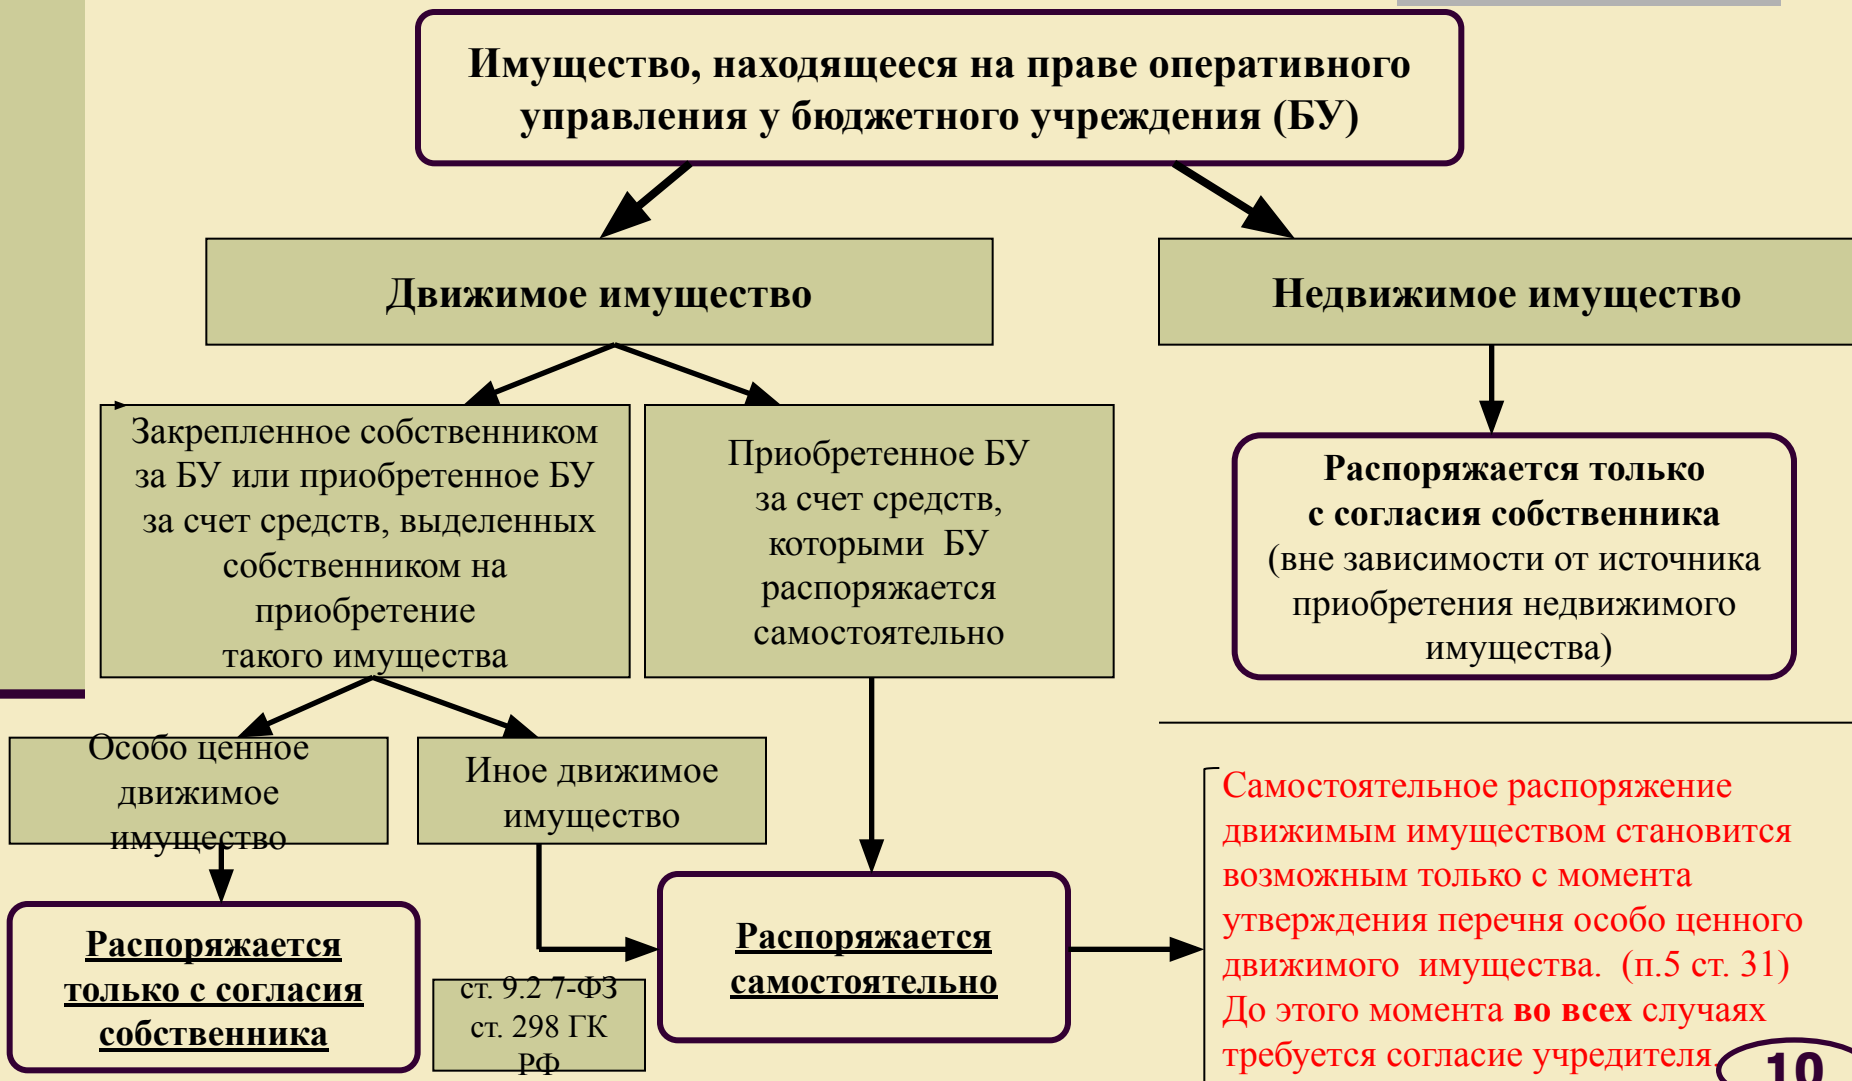 Имущество, находящееся на праве оперативного
управления у бюджетного учреждения (БУ)
Движимое имущество
Недвижимое имущество
Закрепленное собственником
за БУ или приобретенное БУ
за счет средств, выделенных
собственником на
приобретение
такого имущества
Приобретенное БУ
за счет средств,
которыми БУ
распоряжается
самостоятельно
Распоряжается только
с согласия собственника
(вне зависимости от источника
приобретения недвижимого
имущества)
Особо ценное
движимое
имущество
Иное движимое
имущество
Распоряжается
только с согласия
собственника
ст. 9.2 7-ФЗ
ст. 298 ГК
РФ
Распоряжается
самостоятельно
Самостоятельное распоряжение
движимым имуществом становится
возможным только с момента
утверждения перечня особо ценного
движимого имущества. (п.5 ст. 31)
До этого момента во всех случаях
требуется согласие учредителя.
10